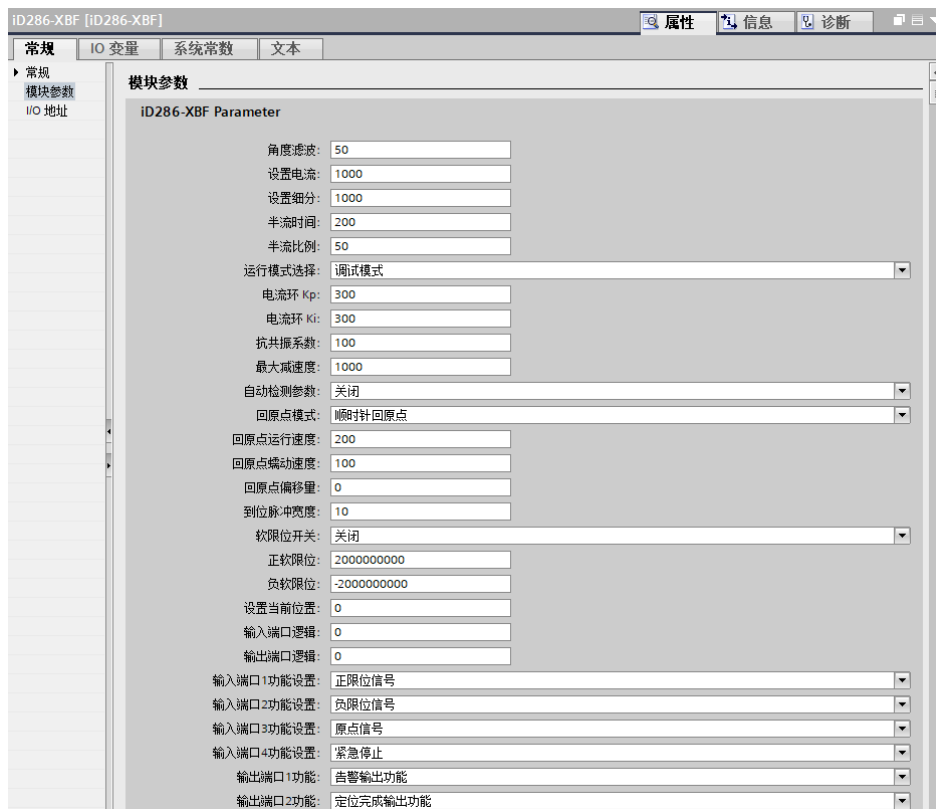 iD286-XBF [iD286-XBF]
属性 信息 诊断
常规 IO 变量 系统常数 文本
常规
模块参数
I/O 地址
模块参数
iD286-XBF Parameter
角度滤波: 50
设置电流: 1000
设置细分: 1000
半流时间: 200
半流比例: 50
运行模式选择: 调试模式
电流环 Kp: 300
电流环 Ki: 300
抗共振系数: 100
最大减速度: 1000
自动检测参数: 关闭
回原点模式: 顺时针回原点
回原点运行速度: 200
回原点蠕动速度: 100
回原点偏移量: 0
到位脉冲宽度: 10
软限位开关: 关闭
正软限位: 2000000000
负软限位: -2000000000
设置当前位置: 0
输入端口逻辑: 0
输出端口逻辑: 0
输入端口1功能设置: 正限位信号
输入端口2功能设置: 负限位信号
输入端口3功能设置: 原点信号
输入端口4功能设置: 紧急停止
输出端口1功能: 告警输出功能
输出端口2功能: 定位完成输出功能